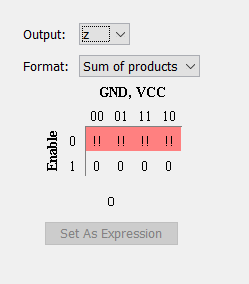 Output: z
Format: Sum of products
GND, VCC
00 01 11 10
Enable
0 !! !! !! !!
1 0 0 0 0
0
Set As Expression